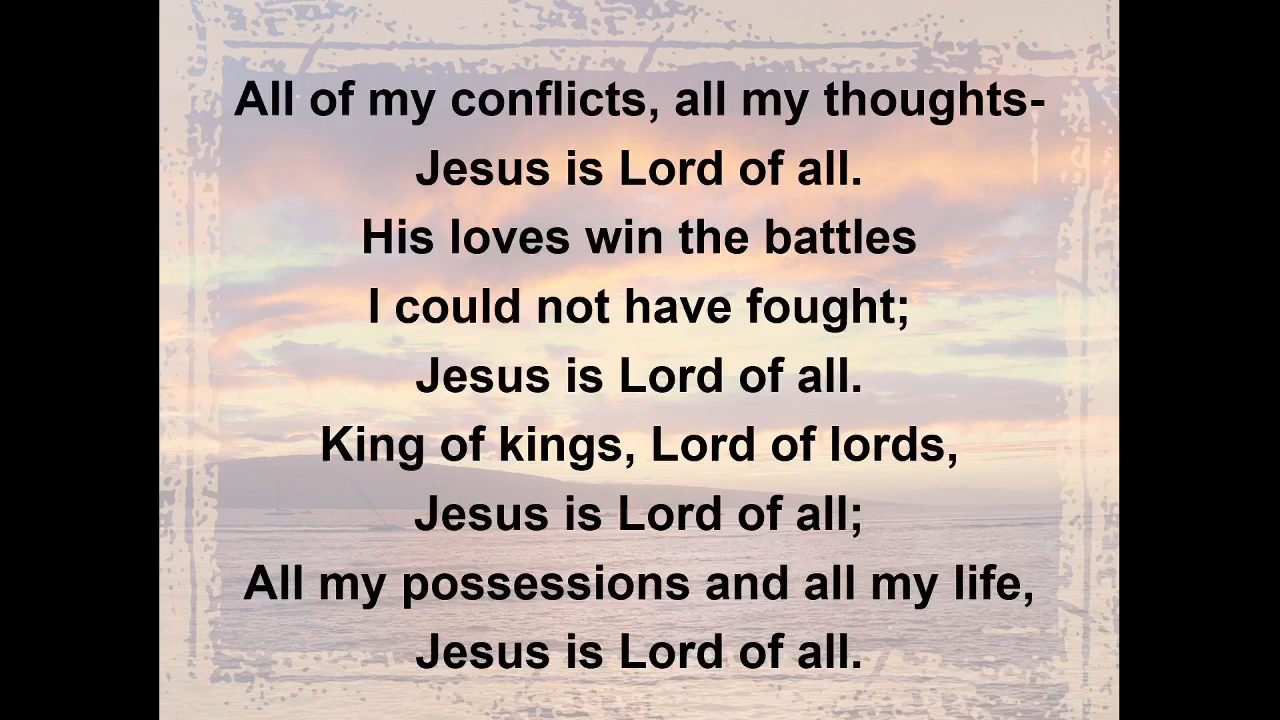 All of my conflicts, all my thoughts-
Jesus is Lord of all.
His loves win the battles
I could not have fought;
Jesus is Lord of all.
King of kings, Lord of lords,
Jesus is Lord of all;
All my possessions and all my life,
Jesus is Lord of all.